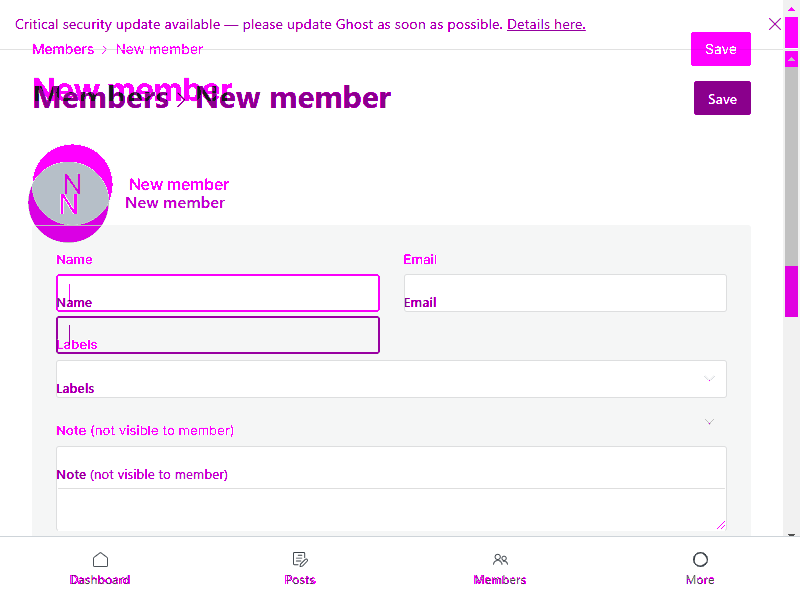 Critical security update available — please update Ghost as soon as possible. Details here.
Members > New member
Save
New member
Members > New member
Save
N
New member
N
New member
Name
Email
Name
Email
Labels
Labels
Note (not visible to member)
Note (not visible to member)
Dashboard
Posts
Members
More